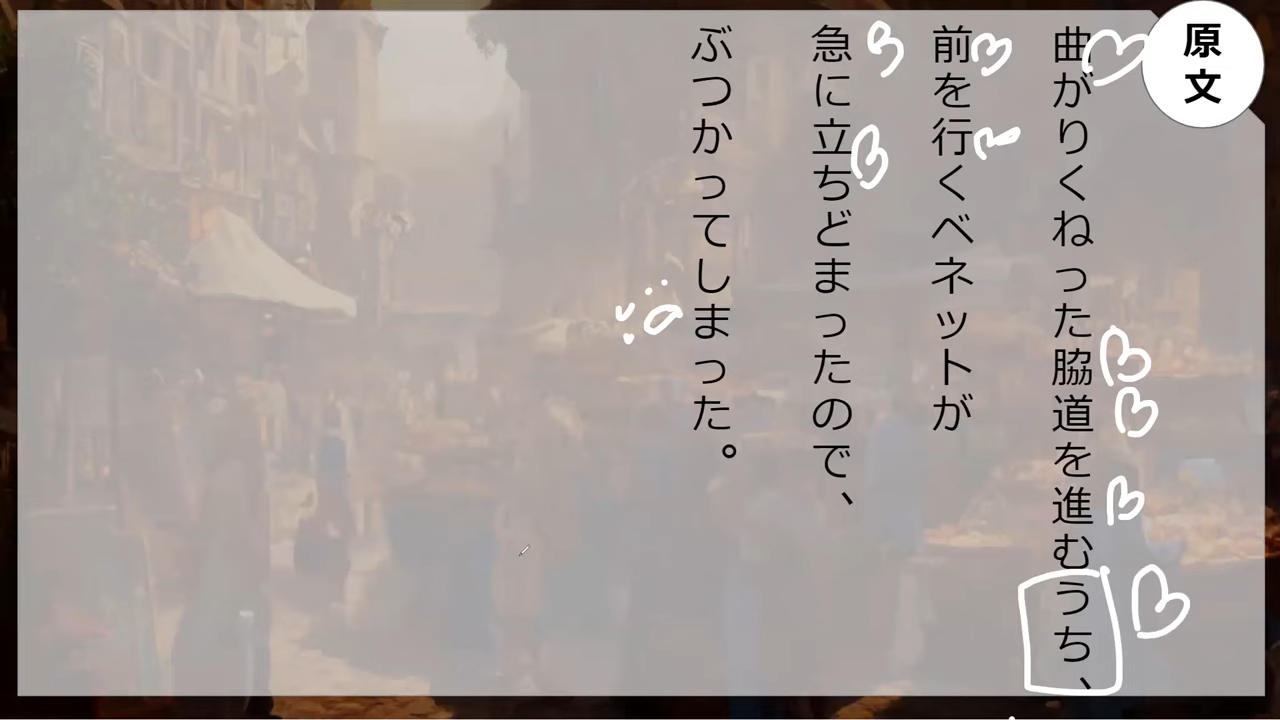 原文
曲がりくねった脇道を進むうち、
前を行くベネットが
急に立ちどまったので、
ぶつかってしまった。